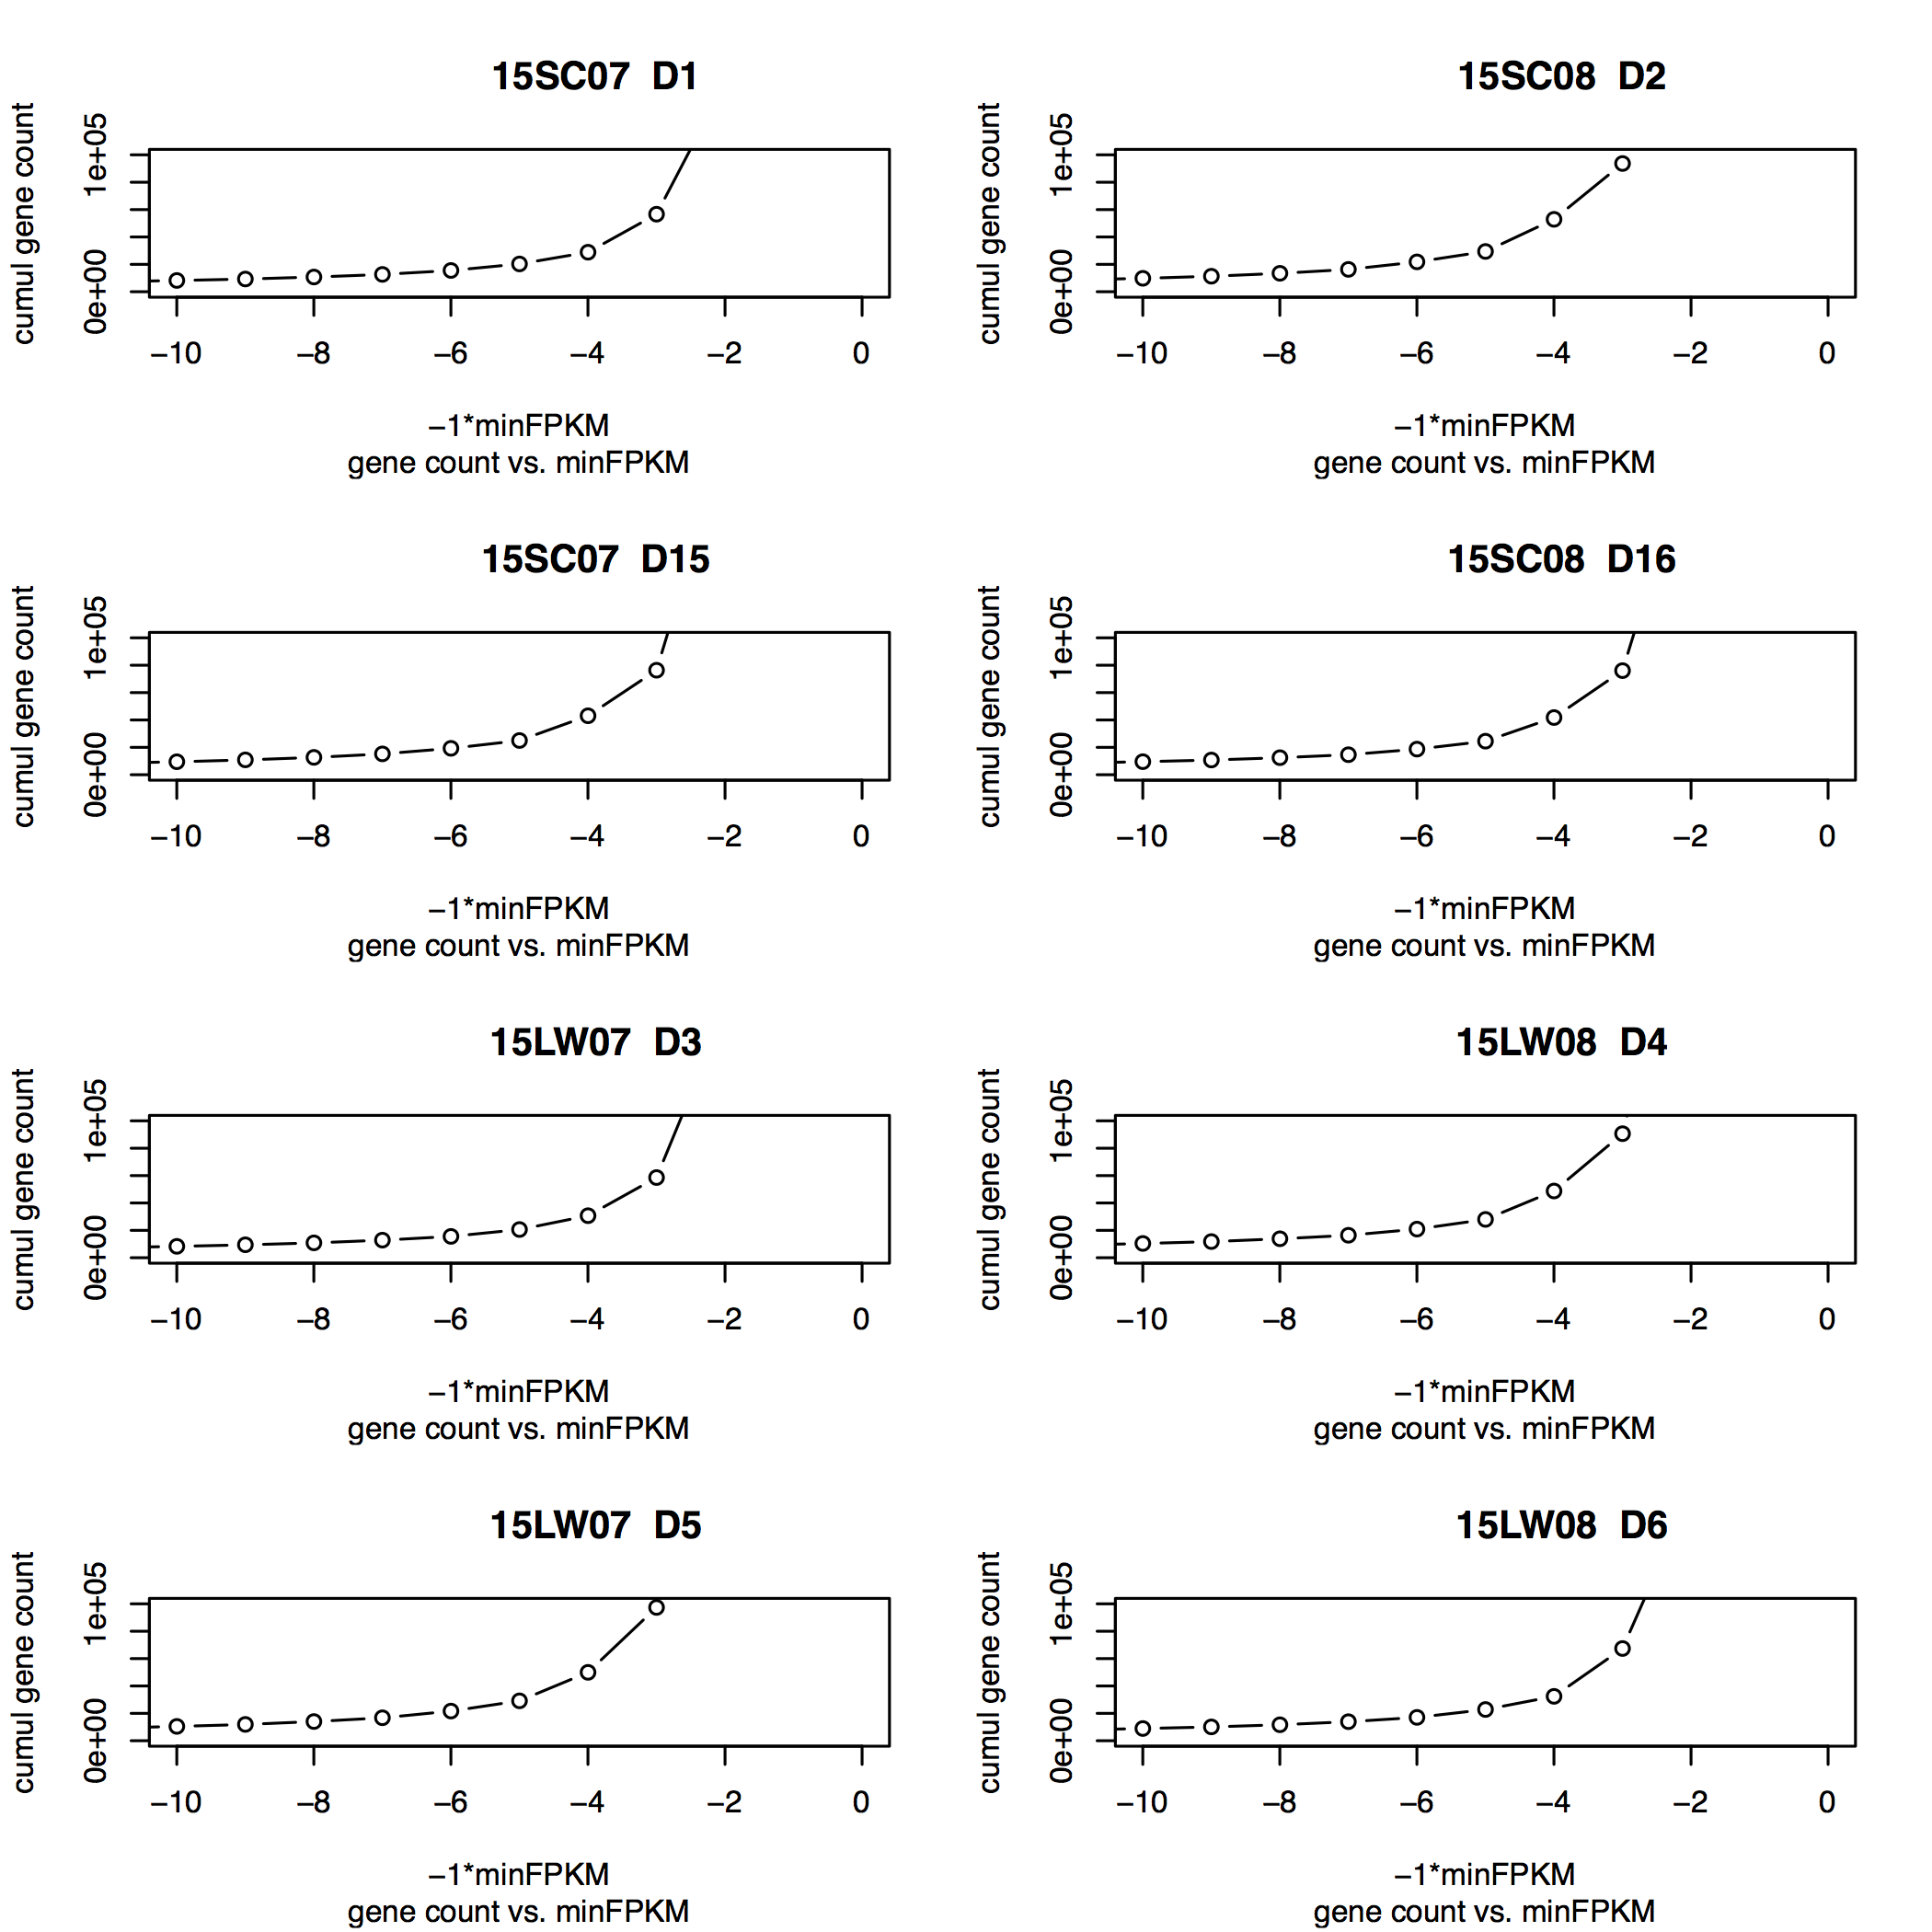 15SC07  D1
cumul gene count
1e+05
0e+00
−10 −8 −6 −4 −2 0
−1*minFPKM
gene count vs. minFPKM
15SC08  D2
cumul gene count
1e+05
0e+00
−10 −8 −6 −4 −2 0
−1*minFPKM
gene count vs. minFPKM
15SC07  D15
cumul gene count
1e+05
0e+00
−10 −8 −6 −4 −2 0
−1*minFPKM
gene count vs. minFPKM
15SC08  D16
cumul gene count
1e+05
0e+00
−10 −8 −6 −4 −2 0
−1*minFPKM
gene count vs. minFPKM
15LW07  D3
cumul gene count
1e+05
0e+00
−10 −8 −6 −4 −2 0
−1*minFPKM
gene count vs. minFPKM
15LW08  D4
cumul gene count
1e+05
0e+00
−10 −8 −6 −4 −2 0
−1*minFPKM
gene count vs. minFPKM
15LW07  D5
cumul gene count
1e+05
0e+00
−10 −8 −6 −4 −2 0
−1*minFPKM
gene count vs. minFPKM
15LW08  D6
cumul gene count
1e+05
0e+00
−10 −8 −6 −4 −2 0
−1*minFPKM
gene count vs. minFPKM